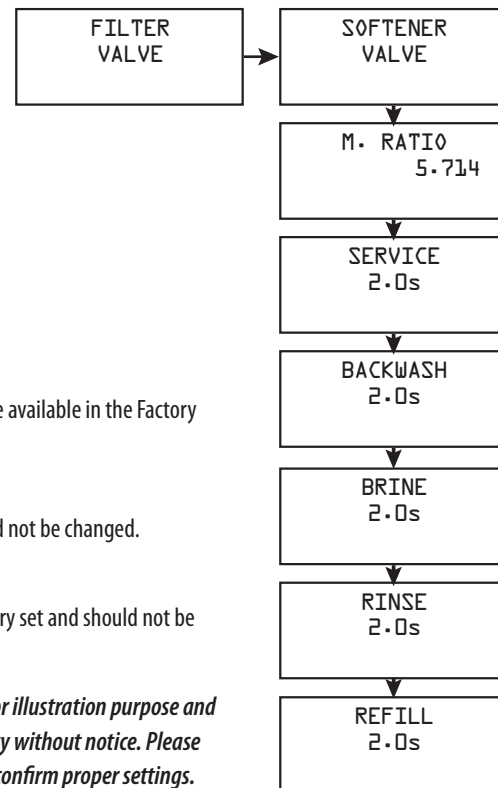 FILTER
VALVE
SOFTENER
VALVE
M. RATIO
5.714
SERVICE
2.0s
BACKWASH
2.0s
e available in the Factory
BRINE
2.0s
d not be changed.
RINSE
2.0s
ry set and should not be
or illustration purpose and
y without notice. Please
confirm proper settings.
REFILL
2.0s